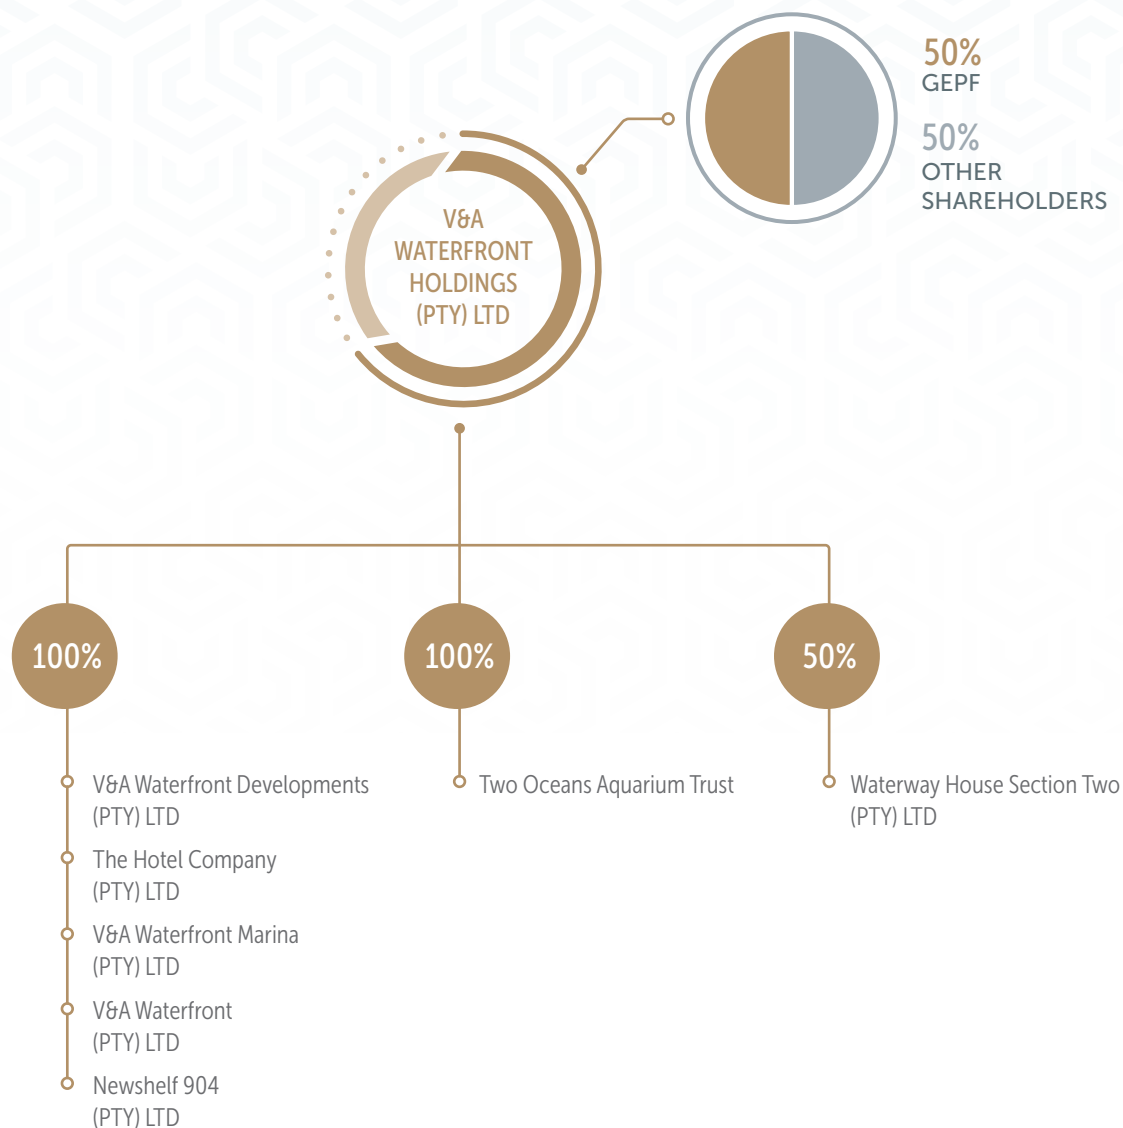 50%
GEPF
50%
OTHER
SHAREHOLDERS
V&A
WATERFRONT
HOLDINGS
(PTY) LTD
100%
100%
50%
V&A Waterfront Developments
(PTY) LTD
The Hotel Company
(PTY) LTD
V&A Waterfront Marina
(PTY) LTD
V&A Waterfront
(PTY) LTD
Newshelf 904
(PTY) LTD
Two Oceans Aquarium Trust
Waterway House Section Two
(PTY) LTD